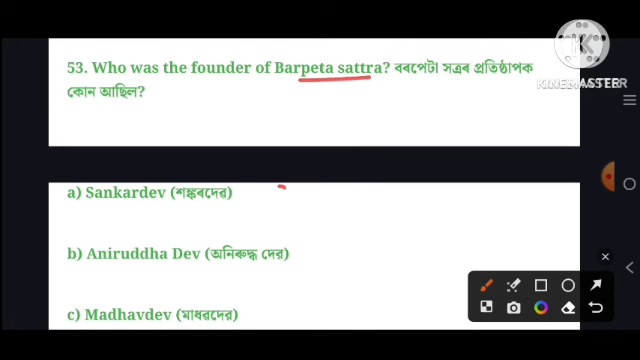 53. Who was the founder of Barpeta sattra? বৰপেটা সত্ৰৰ প্ৰতিষ্ঠাপক
কোন আছিল?
KINEMASTER
a) Sankardev (শঙ্কৰদেৱ)
b) Aniruddha Dev (অনিৰুদ্ধ দেৱ)
c) Madhavdev (মাধৱদেৱ)